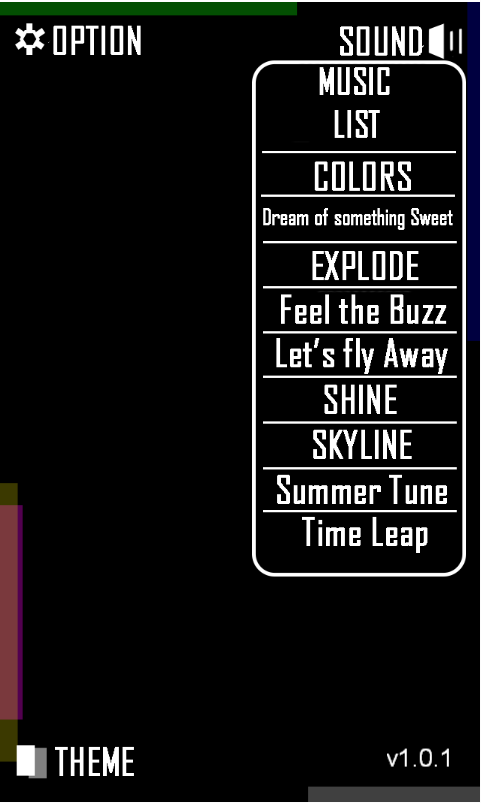 OPTION
SOUND
MUSIC
LIST
COLORS
Dream of something Sweet
EXPLODE
Feel the Buzz
Let's fly Away
SHINE
SKYLINE
Summer Tune
Time Leap
THEME
v1.0.1